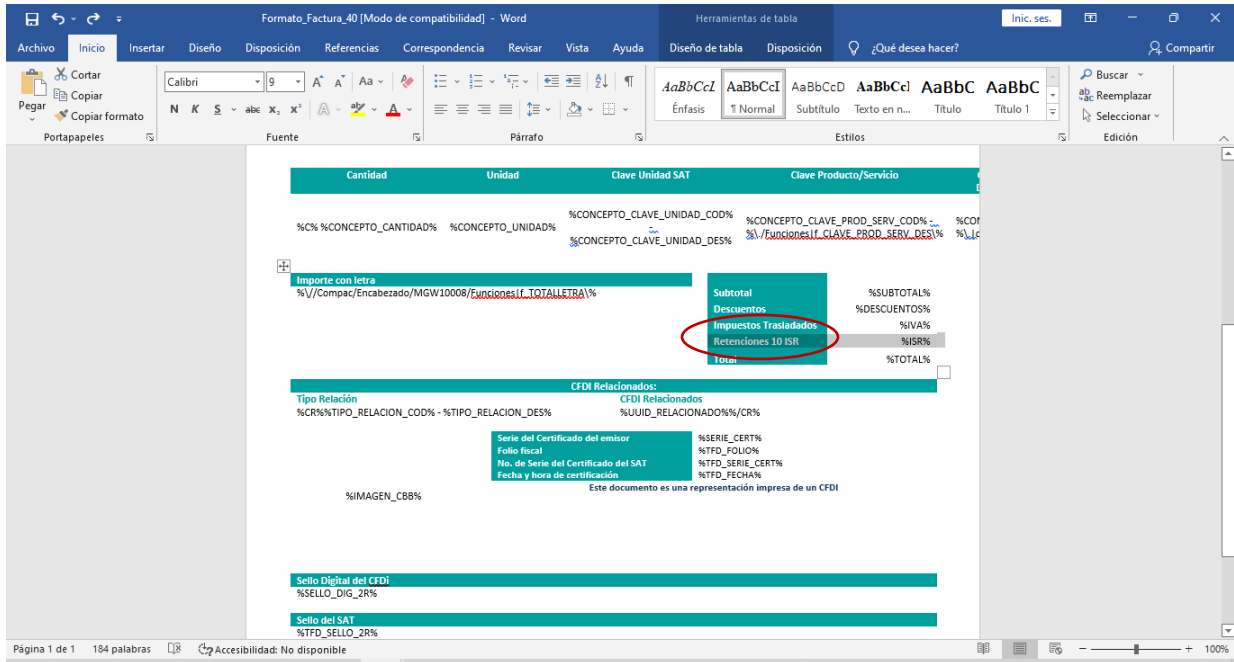 Formato_Factura_40 [Modo de compatibilidad] - Word
Herramientas de tabla
Inic. ses.
Archivo Inicio Insertar Diseño Disposición Referencias Correspondencia Revisar Vista Ayuda Diseño de tabla Disposición ¿Qué desea hacer? Compartir
Pegar
Cortar
Copiar
Copiar formato
Calibri 9
N K S abc x₂ x²
AaBbCcI AaBbCcI AaBbCcD AaBbCcI AaBbC AaBbC
Énfasis ¶ Normal Subtítulo Texto en n... Título Título 1
Buscar
Reemplazar
Seleccionar
Portapapeles Fuente Párrafo Estilos Edición
Cantidad Unidad Clave Unidad SAT Clave Producto/Servicio
%C% %CONCEPTO_CANTIDAD% %CONCEPTO_UNIDAD%
%CONCEPTO_CLAVE_UNIDAD_COD%
-
%CONCEPTO_CLAVE_UNIDAD_DES%
%CONCEPTO_CLAVE_PROD_SERV_COD% -
%\./Funciones|f_CLAVE_PROD_SERV_DES\%
%CON
Importe con letra
%\//Compac/Encabezado/MGW10008/Funciones|f_TOTALLETRA\%
Subtotal %SUBTOTAL%
Descuentos %DESCUENTOS%
Impuestos Trasladados %IVA%
Retenciones 10 ISR %ISR%
Total %TOTAL%
CFDI Relacionados:
Tipo Relación CFDI Relacionados
%CR%%TIPO_RELACION_COD% - %TIPO_RELACION_DES% %UUID_RELACIONADO%%/CR%
Serie del Certificado del emisor %SERIE_CERT%
Folio fiscal %TFD_FOLIO%
No. de Serie del Certificado del SAT %TFD_SERIE_CERT%
Fecha y hora de certificación %TFD_FECHA%
Este documento es una representación impresa de un CFDI
%IMAGEN_CBB%
Sello Digital del CFDi
%SELLO_DIG_2R%
Sello del SAT
%TFD_SELLO_2R%
Página 1 de 1 184 palabras Accesibilidad: No disponible 100%